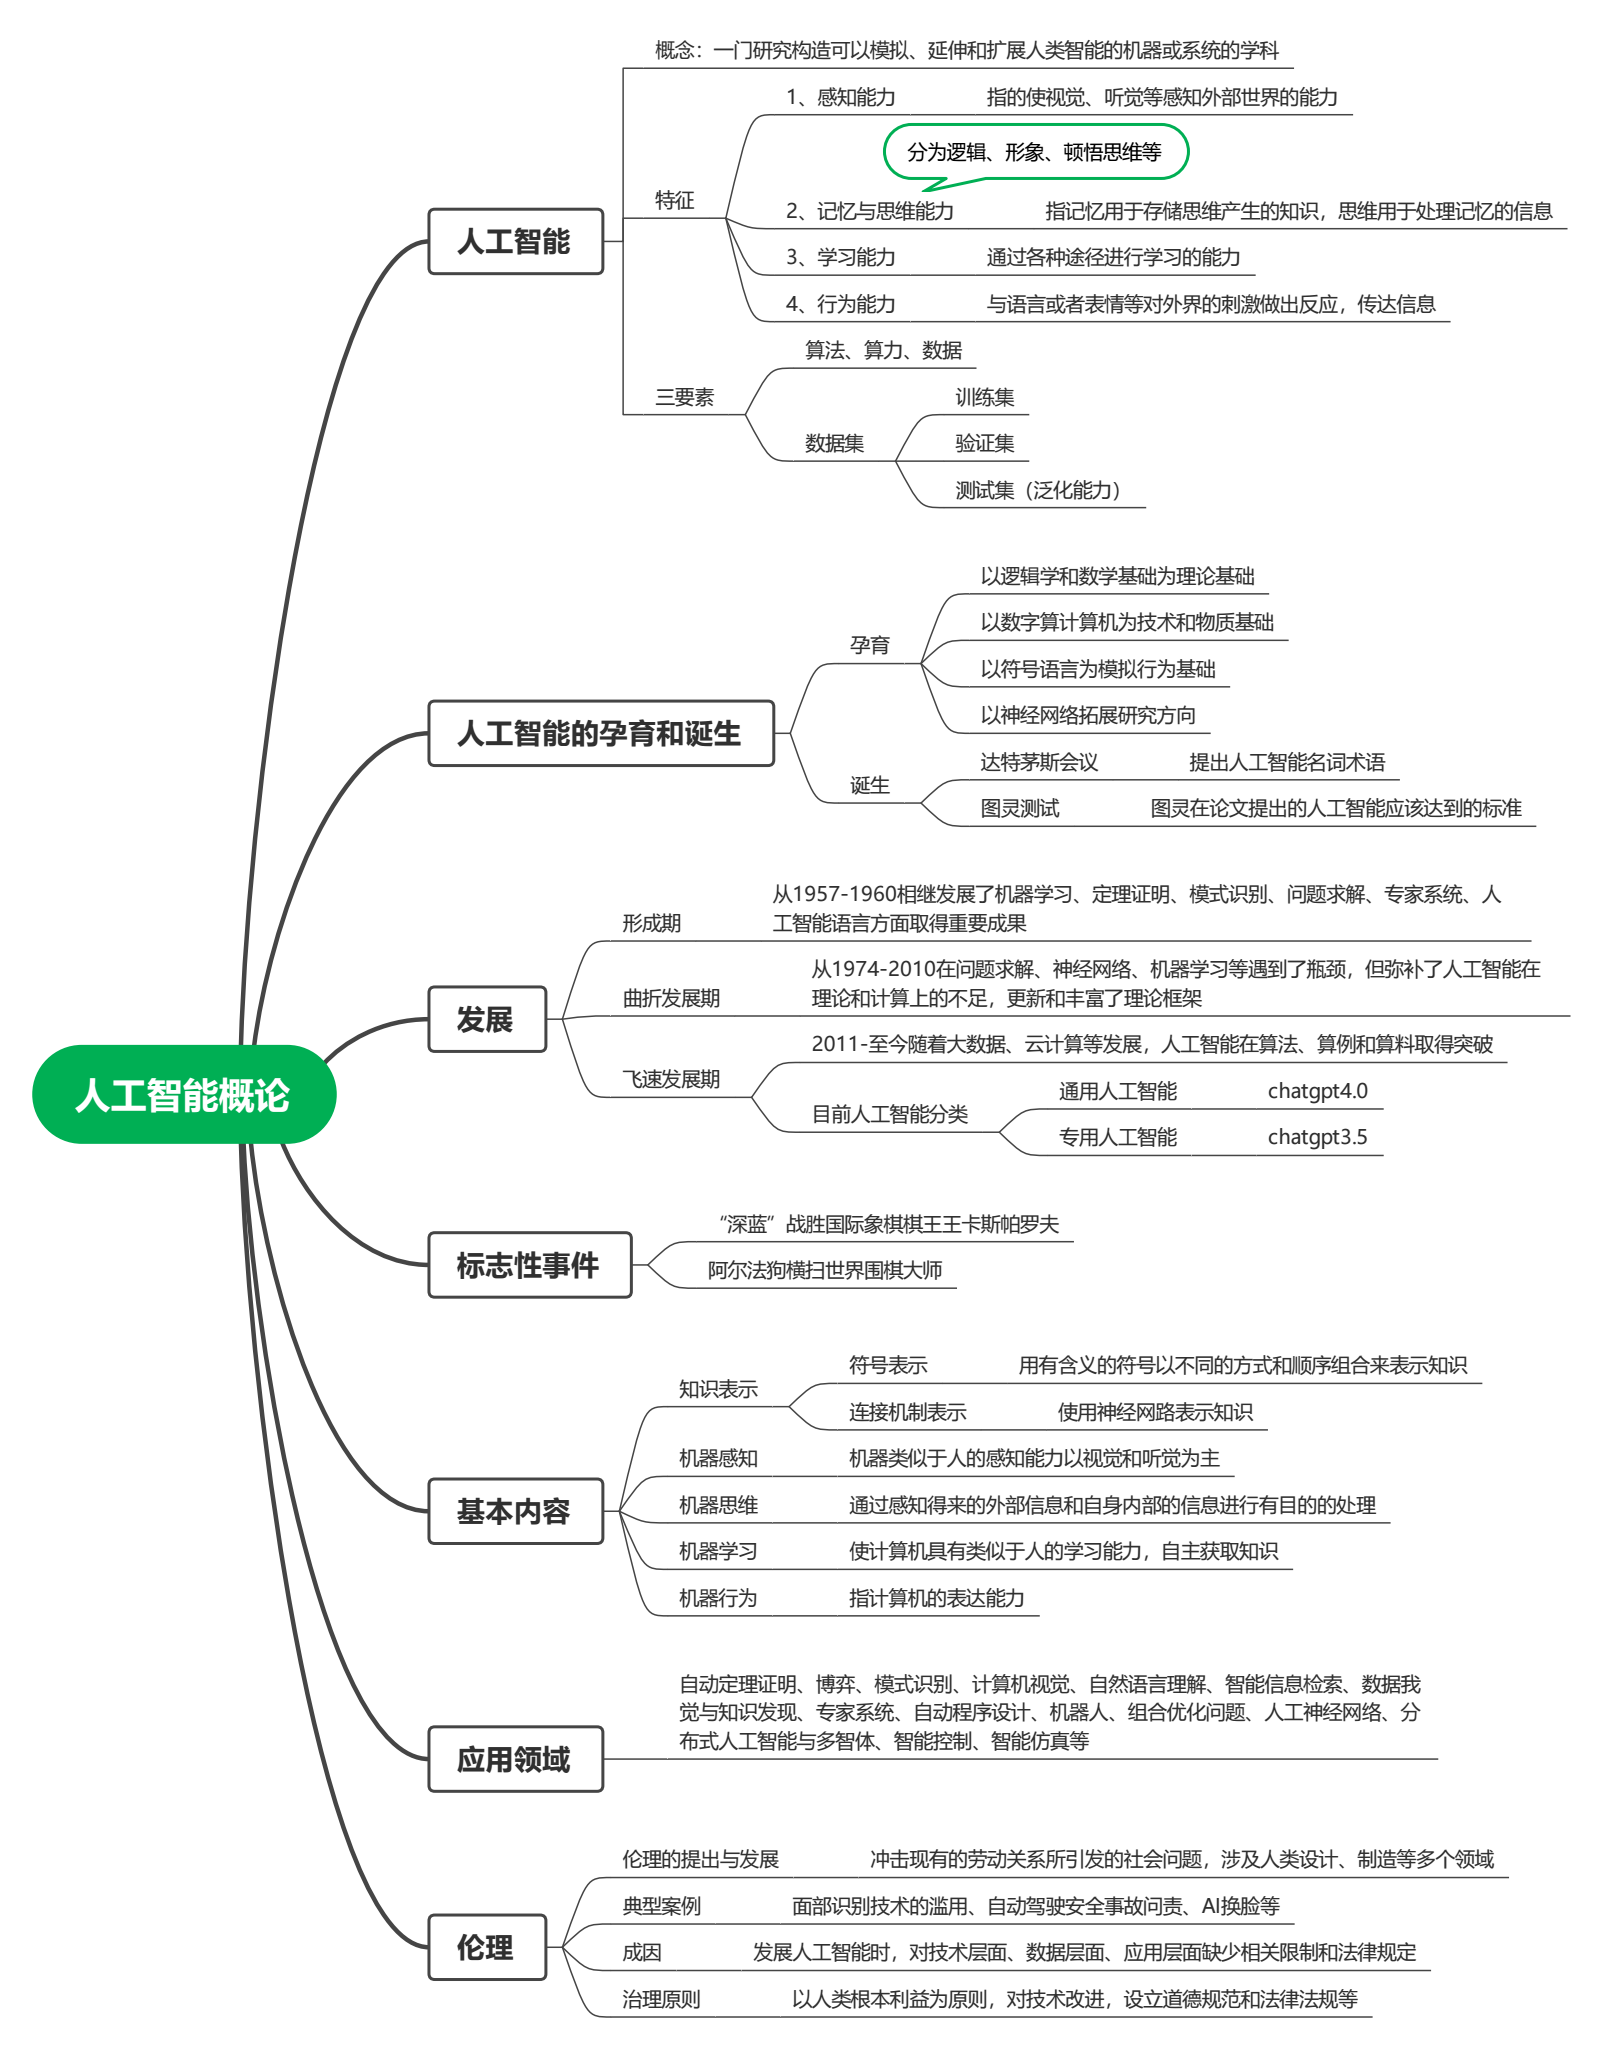 概念：一门研究构造可以模拟、延伸和扩展人类智能的机器或系统的学科
1、感知能力
指的使视觉、听觉等感知外部世界的能力
分为逻辑、形象、顿悟思维等
特征
2、记忆与思维能力
指记忆用于存储思维产生的知识，思维用于处理记忆的信息
人工智能
3、学习能力
通过各种途径进行学习的能力
4、行为能力
与语言或者表情等对外界的刺激做出反应，传达信息
算法、算力、数据
三要素
训练集
数据集
验证集
测试集（泛化能力）
以逻辑学和数学基础为理论基础
以数字算计算机为技术和物质基础
孕育
以符号语言为模拟行为基础
以神经网络拓展研究方向
人工智能的孕育和诞生
达特茅斯会议
提出人工智能名词术语
诞生
图灵测试
图灵在论文提出的人工智能应该达到的标准
从1957-1960相继发展了机器学习、定理证明、模式识别、问题求解、专家系统、人
工智能语言方面取得重要成果
形成期
从1974-2010在问题求解、神经网络、机器学习等遇到了瓶颈，但弥补了人工智能在
理论和计算上的不足，更新和丰富了理论框架
曲折发展期
发展
2011-至今随着大数据、云计算等发展，人工智能在算法、算例和算料取得突破
飞速发展期
目前人工智能分类
通用人工智能
chatgpt4.0
专用人工智能
chatgpt3.5
人工智能概论
“深蓝”战胜国际象棋棋王王卡斯帕罗夫
标志性事件
阿尔法狗横扫世界围棋大师
知识表示
符号表示
用有含义的符号以不同的方式和顺序组合来表示知识
连接机制表示
使用神经网路表示知识
机器感知
机器类似于人的感知能力以视觉和听觉为主
基本内容
机器思维
通过感知得来的外部信息和自身内部的信息进行有目的的处理
机器学习
使计算机具有类似于人的学习能力，自主获取知识
机器行为
指计算机的表达能力
自动定理证明、博弈、模式识别、计算机视觉、自然语言理解、智能信息检索、数据我
觉与知识发现、专家系统、自动程序设计、机器人、组合优化问题、人工神经网络、分
布式人工智能与多智体、智能控制、智能仿真等
应用领域
伦理的提出与发展
冲击现有的劳动关系所引发的社会问题，涉及人类设计、制造等多个领域
典型案例
面部识别技术的滥用、自动驾驶安全事故问责、AI换脸等
伦理
成因
发展人工智能时，对技术层面、数据层面、应用层面缺少相关限制和法律规定
治理原则
以人类根本利益为原则，对技术改进，设立道德规范和法律法规等